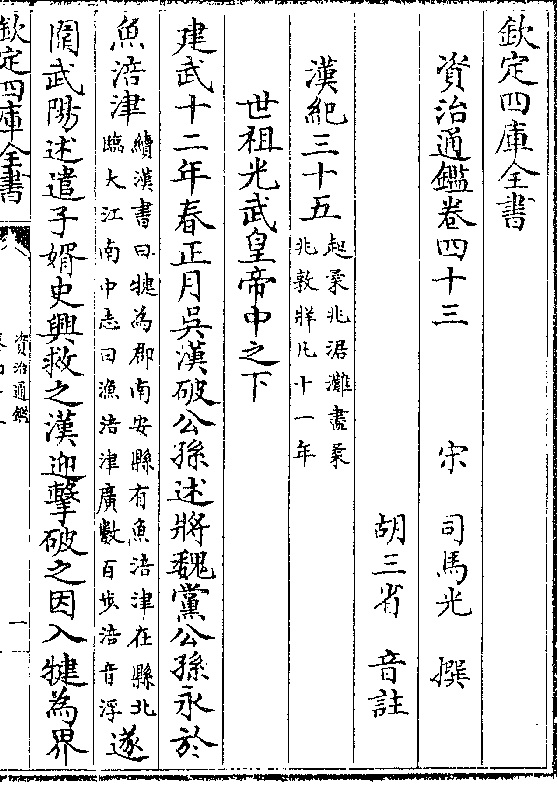 欽定四庫全書
資治通鑑卷四十三
宋 司馬光 撰
胡三省 音註
漢紀三十五
起柔兆涒灘盡柔
兆敦牂凡十一年
世祖光武皇帝中之下
建武十二年春正月吳漢破公孫述將魏黨公孫永於
魚涪津
續漢書曰犍為郡南安縣有魚涪津在縣北
臨大江南中志曰漁涪津廣數百步涪音浮
遂
圍武陽述遣子婿史興救之漢迎擊破之因入犍為界
欽定四庫全書
資治通鑑
一